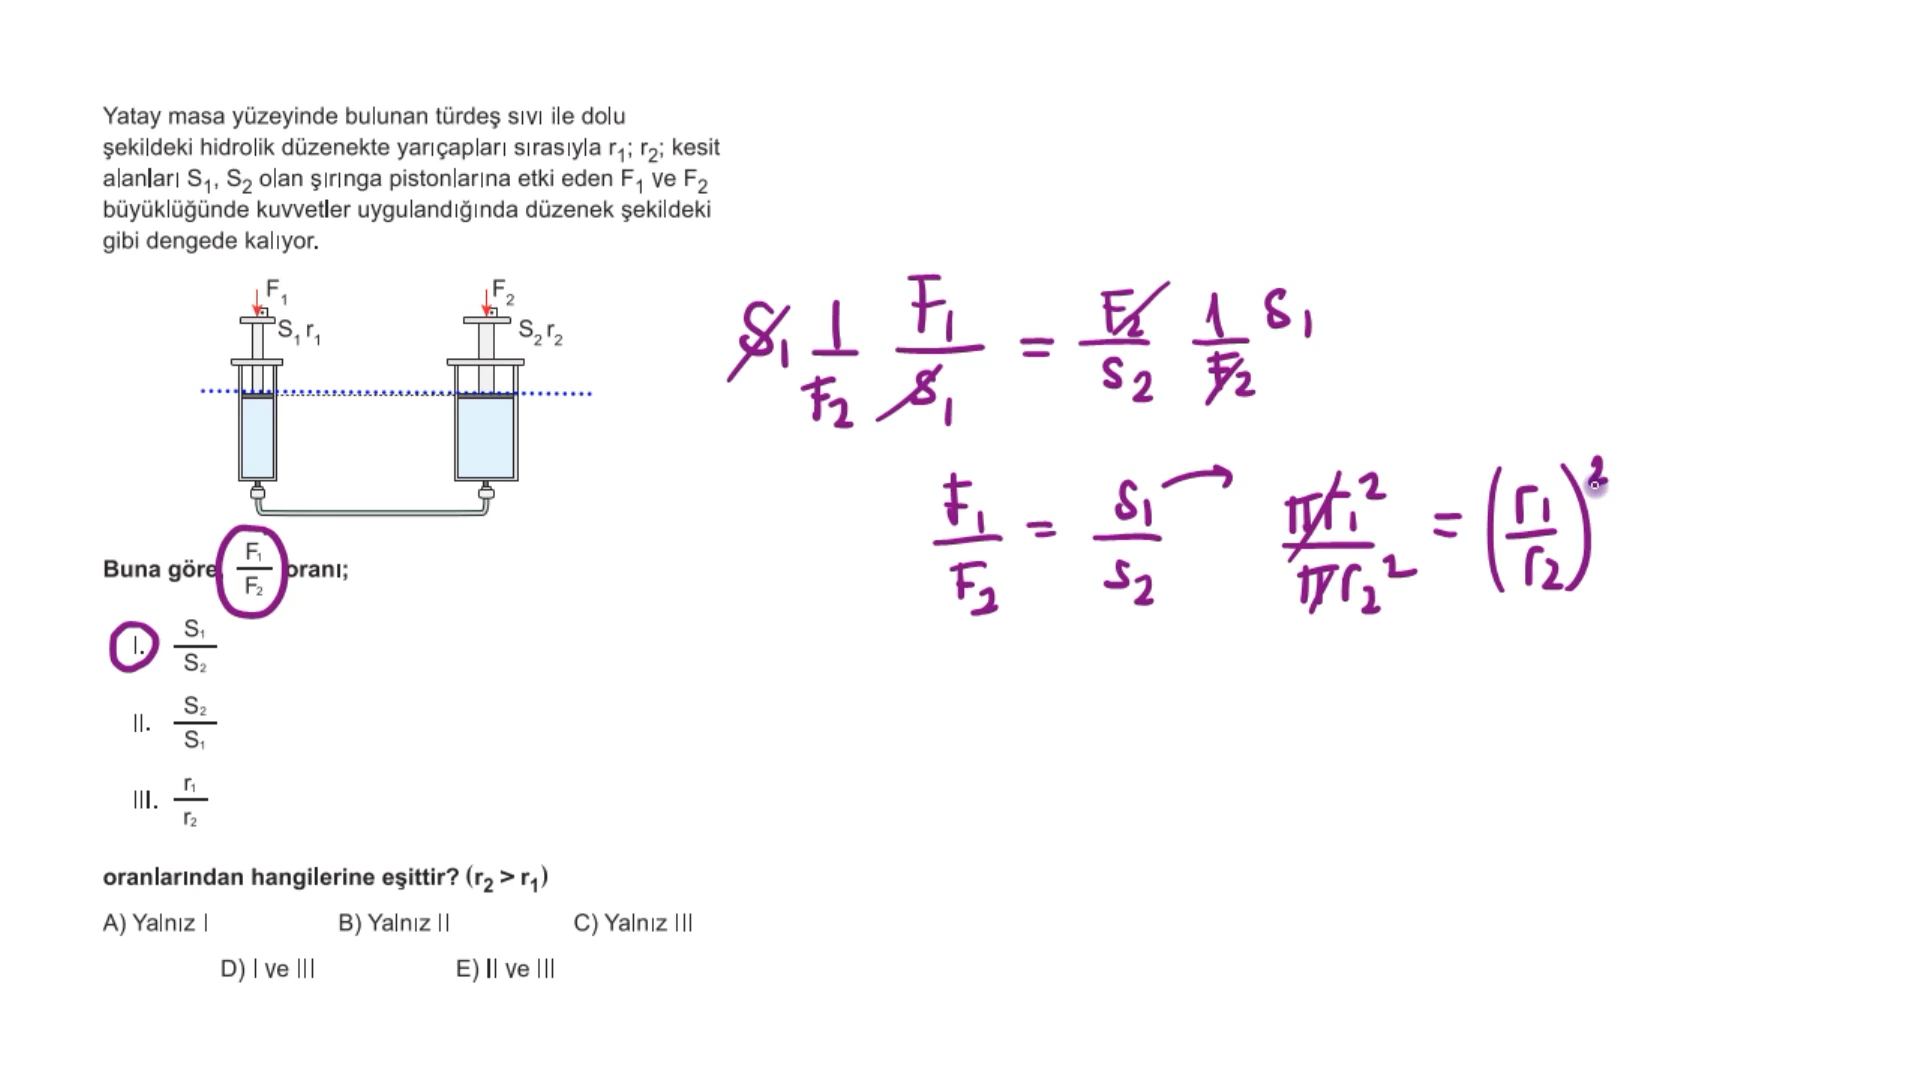 Yatay masa yüzeyinde bulunan türdeş sıvı ile dolu
şekildeki hidrolik düzenekte yarıçapları sırasıyla r₁; r₂; kesit
alanları S₁, S₂ olan şırınga pistonlarına etki eden F₁ ve F₂
büyüklüğünde kuvvetler uygulandığında düzenek şekildeki
gibi dengede kalıyor.
F₁ F₂
S₁ r₁ S₂ r₂
Buna göre F₁/F₂ oranı;
I. S₁/S₂
II. S₂/S₁
III. r₁/r₂
oranlarından hangilerine eşittir? (r₂ > r₁)
A) Yalnız I B) Yalnız II C) Yalnız III
D) I ve III E) II ve III
S₁ 1/F₂ F₁/S₁ = F₂/S₂ 1/F₂ S₁
F₁/F₂ = S₁/S₂ πr₁²/πr₂² = (r₁/r₂)²